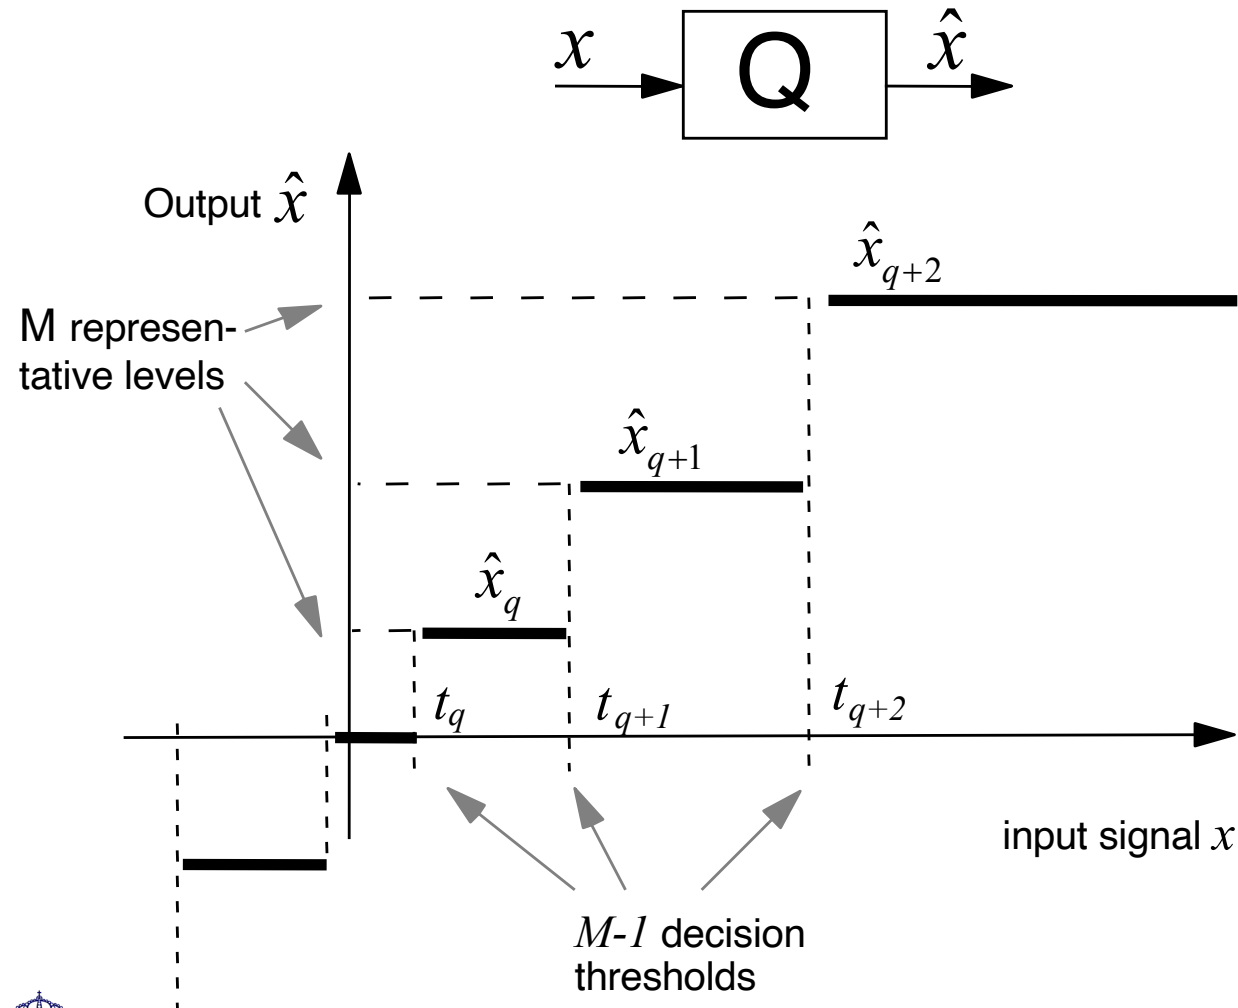 x Q x̂
Output x̂
x̂q+2
M represen-
tative levels
x̂q+1
x̂q
tq
tq+1
tq+2
input signal x
M-1 decision
thresholds